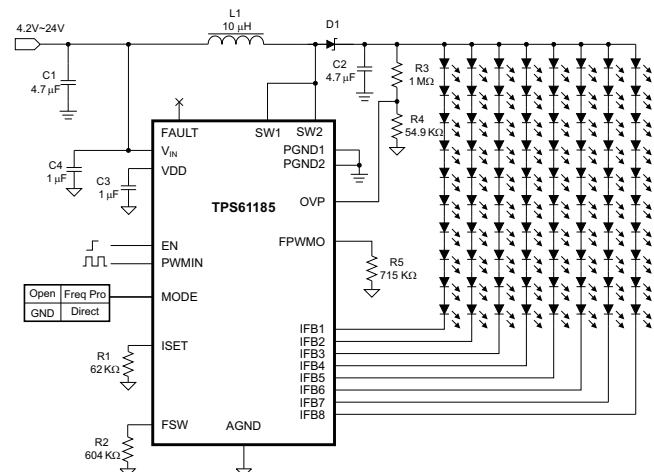 L1
10 µH
D1
4.2V~24V
C1
4.7 µF
C2
4.7 µF
R3
1 MΩ
R4
54.9 KΩ
FAULT
SW1
SW2
VIN
PGND1
PGND2
C4
1 µF
C3
1 µF
VDD
TPS61185
OVP
EN
PWMIN
FPWMO
R5
715 KΩ
Open Freq Pro
GND Direct
MODE
R1
62 KΩ
ISET
IFB1
IFB2
IFB3
IFB4
IFB5
IFB6
IFB7
IFB8
R2
604 KΩ
FSW
AGND